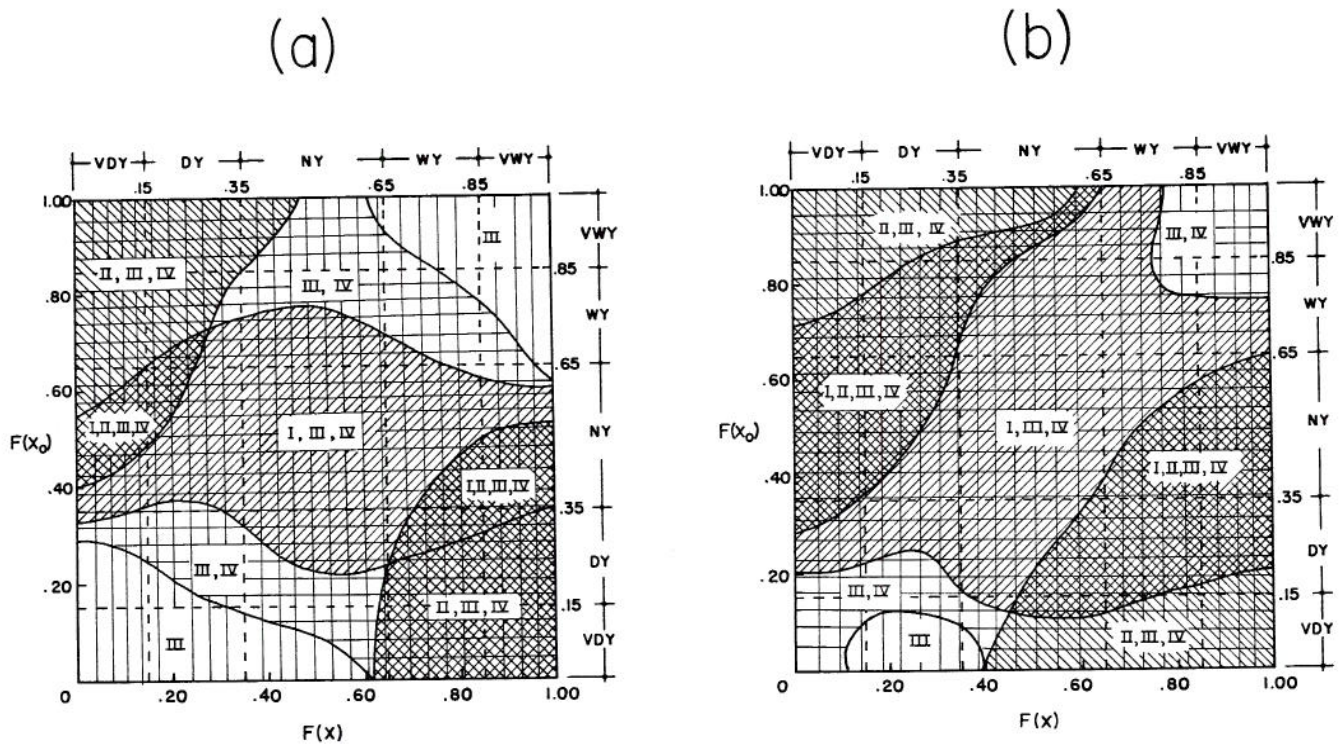 (a)
VDY DY NY WY VWY
.15 .35 .65 .85
1.00 .80 .60 .40 .20 0
F(x₀)
II, III, IV
III
III, IV
I,II,III,IV
I, III, IV
I,II,III,IV
III,IV
II, III, IV
III
VWY
.85
WY
.65
NY
.35
DY
.15
VDY
0 .20 .40 .60 .80 1.00
F(x)
(b)
VDY DY NY WY VWY
.15 .35 .65 .85
1.00 .80 .60 .40 .20 0
F(x₀)
II, III, IV
III, IV
I,II,III,IV
I,III,IV
I,II,III,IV
III, IV
III
II,III,IV
VWY
.85
WY
.65
NY
.35
DY
.15
VDY
.20 .40 .60 .80 1.00
F(x)